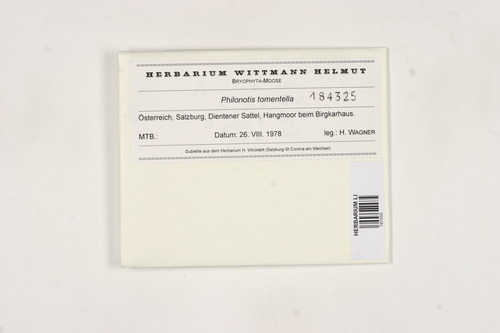 HERBARIUM WITTMANN HELMUT
BRYOPHYTA-MOOSE
Philonotis tomentella 184325
Österreich, Salzburg, Dientener Sattel, Hangmoor beim Birgkarhaus.
MTB.: Datum: 26. VIII. 1978 leg.: H. WAGNER
Dublette aus dem Herbarium H. WAGNER (Salzburg-St.Corona am Wechsel)
HERBARIUM LI